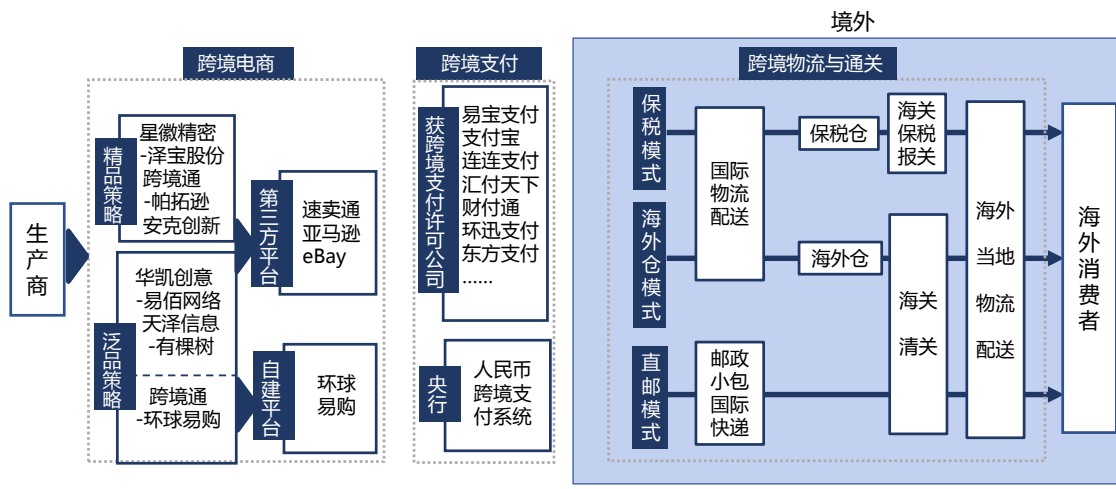 境外
跨境电商
跨境支付
跨境物流与通关
生产商
精品策略
星徽精密
-泽宝股份
跨境通
-帕拓逊
安克创新
泛品策略
华凯创意
-易佰网络
天泽信息
-有棵树
跨境通
-环球易购
第三方平台
速卖通
亚马逊
eBay
自建平台
环球
易购
获跨境支付许可公司
易宝支付
支付宝
连连支付
汇付天下
财付通
环迅支付
东方支付
......
央行
人民币
跨境支
付系统
保税模式
海外仓模式
直邮模式
国际
物流
配送
邮政
小包
国际
快递
保税仓
海外仓
海关
保税
报关
海关
清关
海外
当地
物流
配送
海外消费者